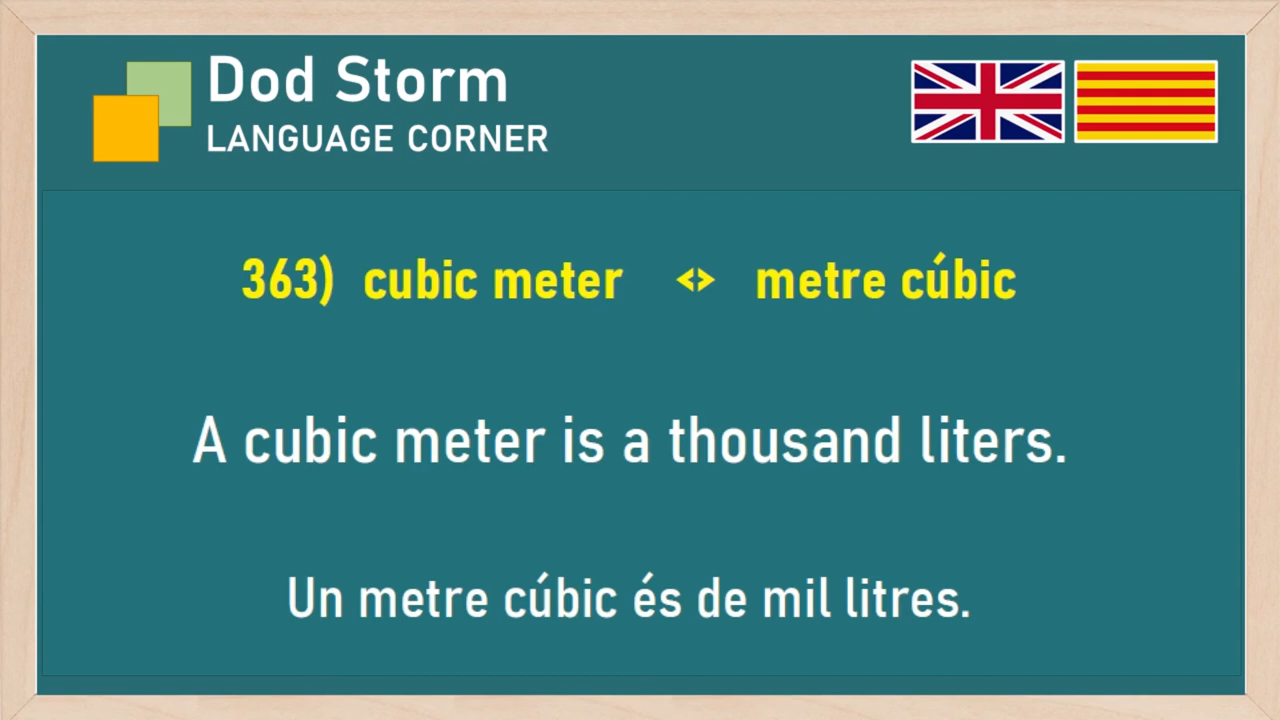 Dod Storm
LANGUAGE CORNER
363) cubic meter <> metre cúbic
A cubic meter is a thousand liters.
Un metre cúbic és de mil litres.